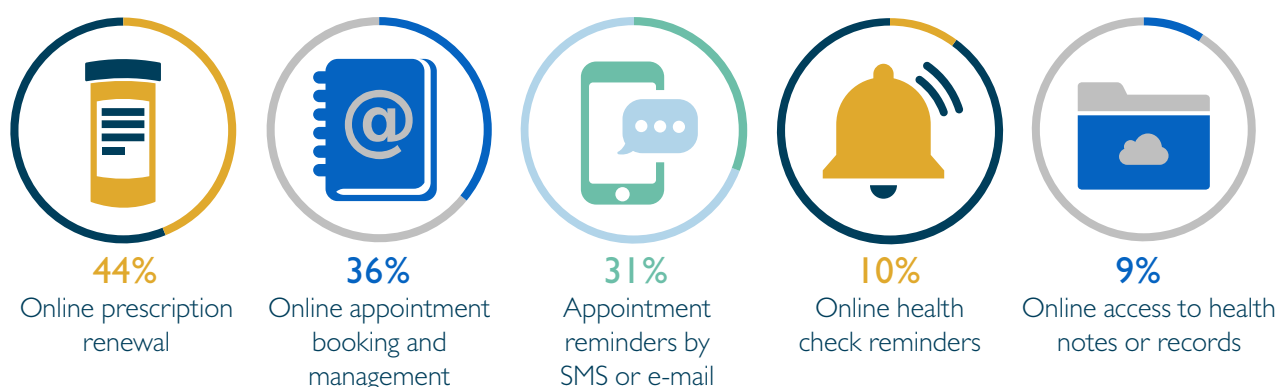 @
44%
Online prescription
renewal
36%
Online appointment
booking and
management
31%
Appointment
reminders by
SMS or e-mail
10%
Online health
check reminders
9%
Online access to health
notes or records